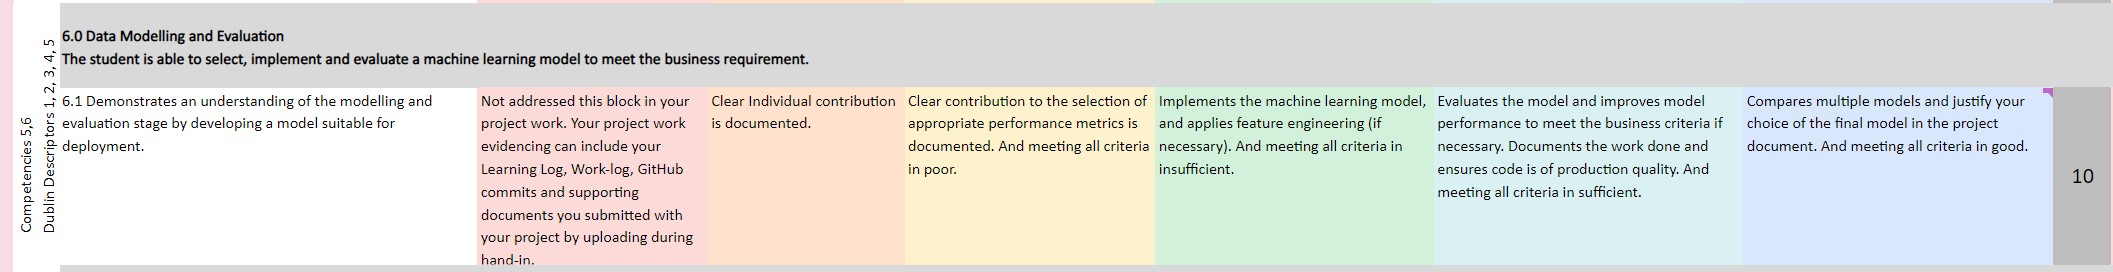 Competencies 5,6
Dublin Descriptors 1, 2, 3, 4, 5
6.0 Data Modelling and Evaluation
The student is able to select, implement and evaluate a machine learning model to meet the business requirement.
6.1 Demonstrates an understanding of the modelling and
evaluation stage by developing a model suitable for
deployment.
Not addressed this block in your
project work. Your project work
evidencing can include your
Learning Log, Work-log, GitHub
commits and supporting
documents you submitted with
your project by uploading during
hand-in.
Clear Individual contribution
is documented.
Clear contribution to the selection of
appropriate performance metrics is
documented. And meeting all criteria
in poor.
Implements the machine learning model,
and applies feature engineering (if
necessary). And meeting all criteria in
insufficient.
Evaluates the model and improves model
performance to meet the business criteria if
necessary. Documents the work done and
ensures code is of production quality. And
meeting all criteria in sufficient.
Compares multiple models and justify your
choice of the final model in the project
document. And meeting all criteria in good.
10